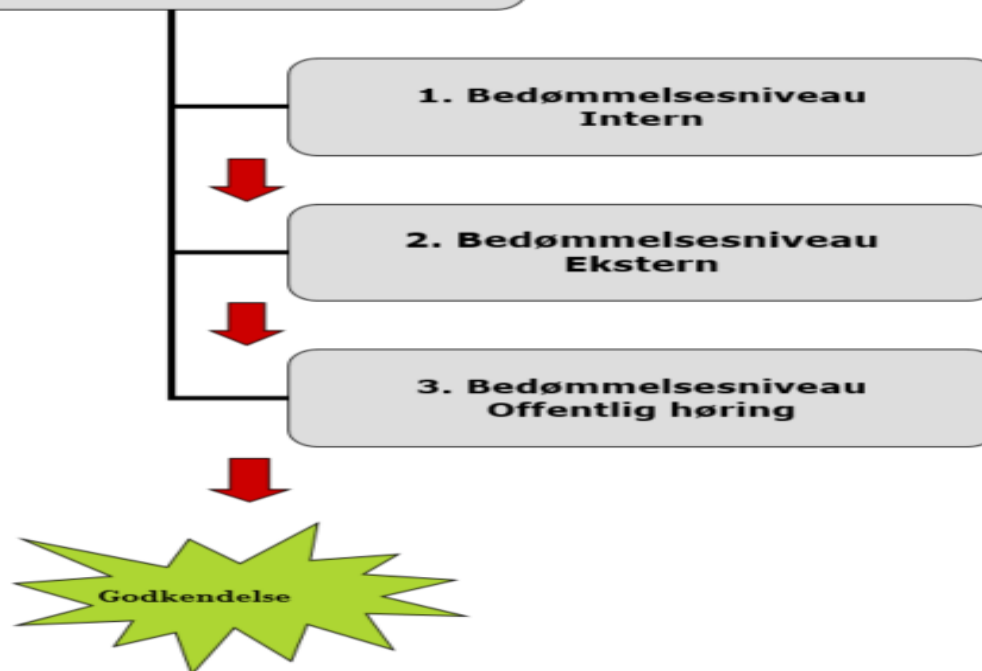 1. Bedømmelsesniveau
Intern
2. Bedømmelsesniveau
Ekstern
3. Bedømmelsesniveau
Offentlig høring
Godkendelse